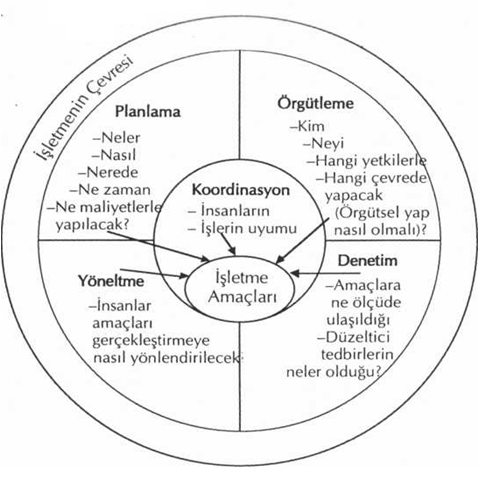 İşletmenin Çevresi
Planlama
–Neler
–Nasıl
–Nerede
–Ne zaman
–Ne maliyetlerle
yapılacak?
Örgütleme
–Kim
–Neyi
–Hangi yetkilerle
–Hangi çevrede
yapacak
(Örgütsel yap
nasıl olmalı)?
Koordinasyon
– İnsanların
– İşlerin uyumu
İşletme
Amaçları
Yöneltme
–İnsanlar
amaçları
gerçekleştirmeye
nasıl yönlendirilecek
Denetim
–Amaçlara
ne ölçüde
ulaşıldığı
–Düzeltici
tedbirlerin
neler olduğu?